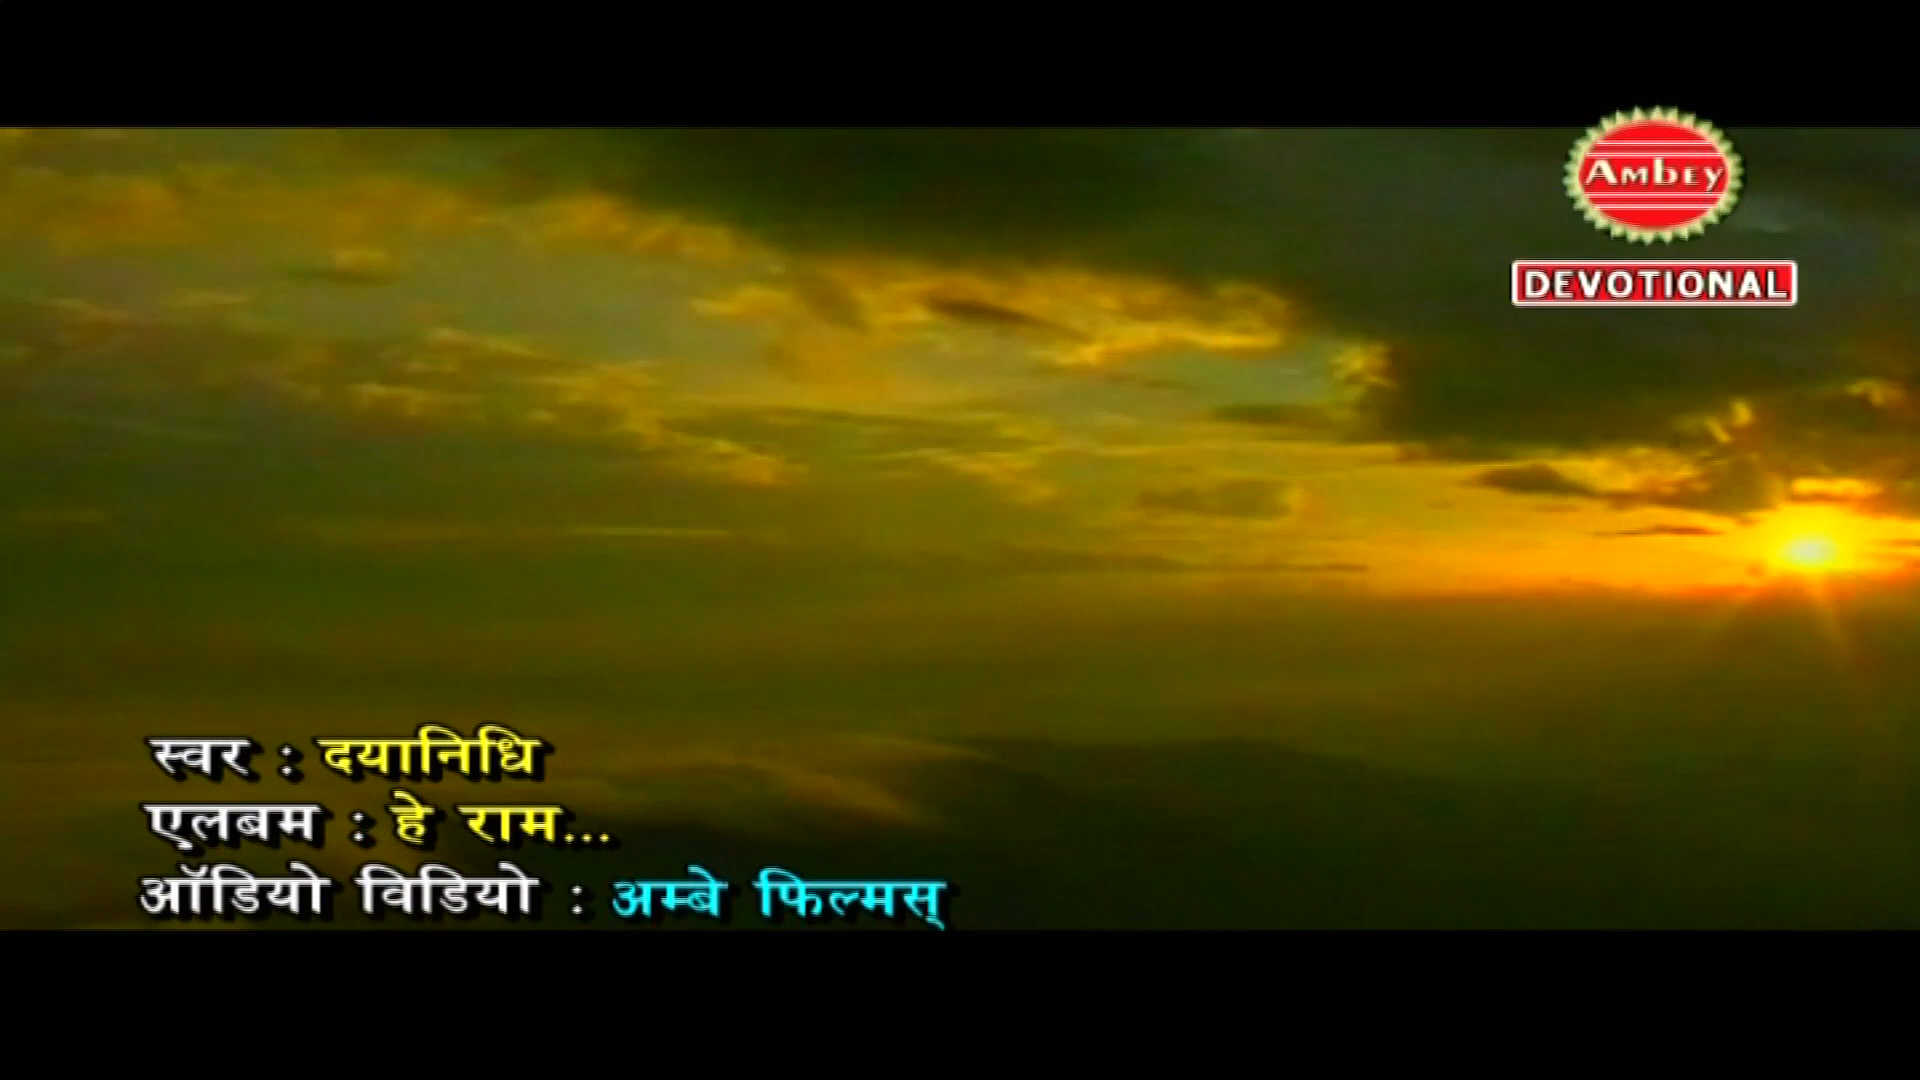 AMBEY
DEVOTIONAL
स्वर : दयानिधि
एलबम : हे राम...
ऑडियो विडियो : अम्बे फिल्मस्